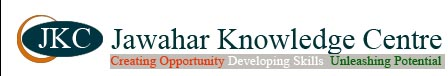 JKC Jawahar Knowledge Centre
Creating Opportunity Developing Skills Unleashing Potential